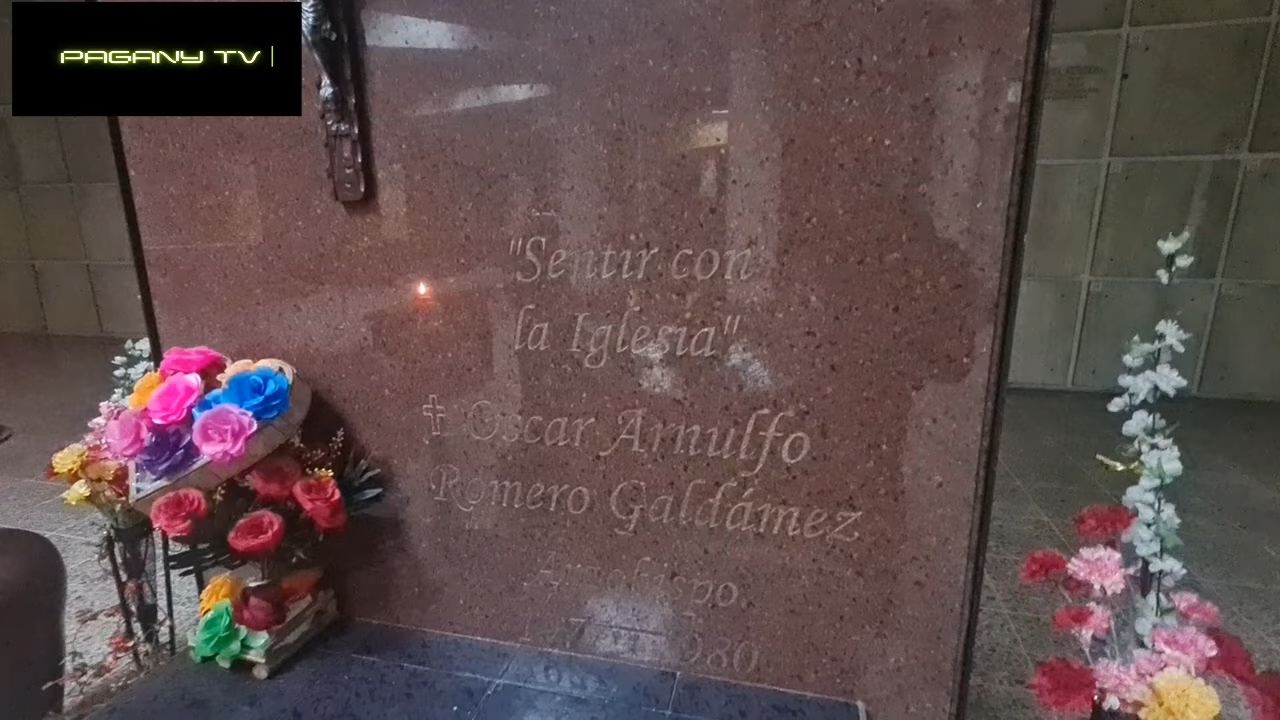 PAGANY TV
"Sentir con
la Iglesia"
† Oscar Arnulfo
Romero Galdámez
Arzobispo